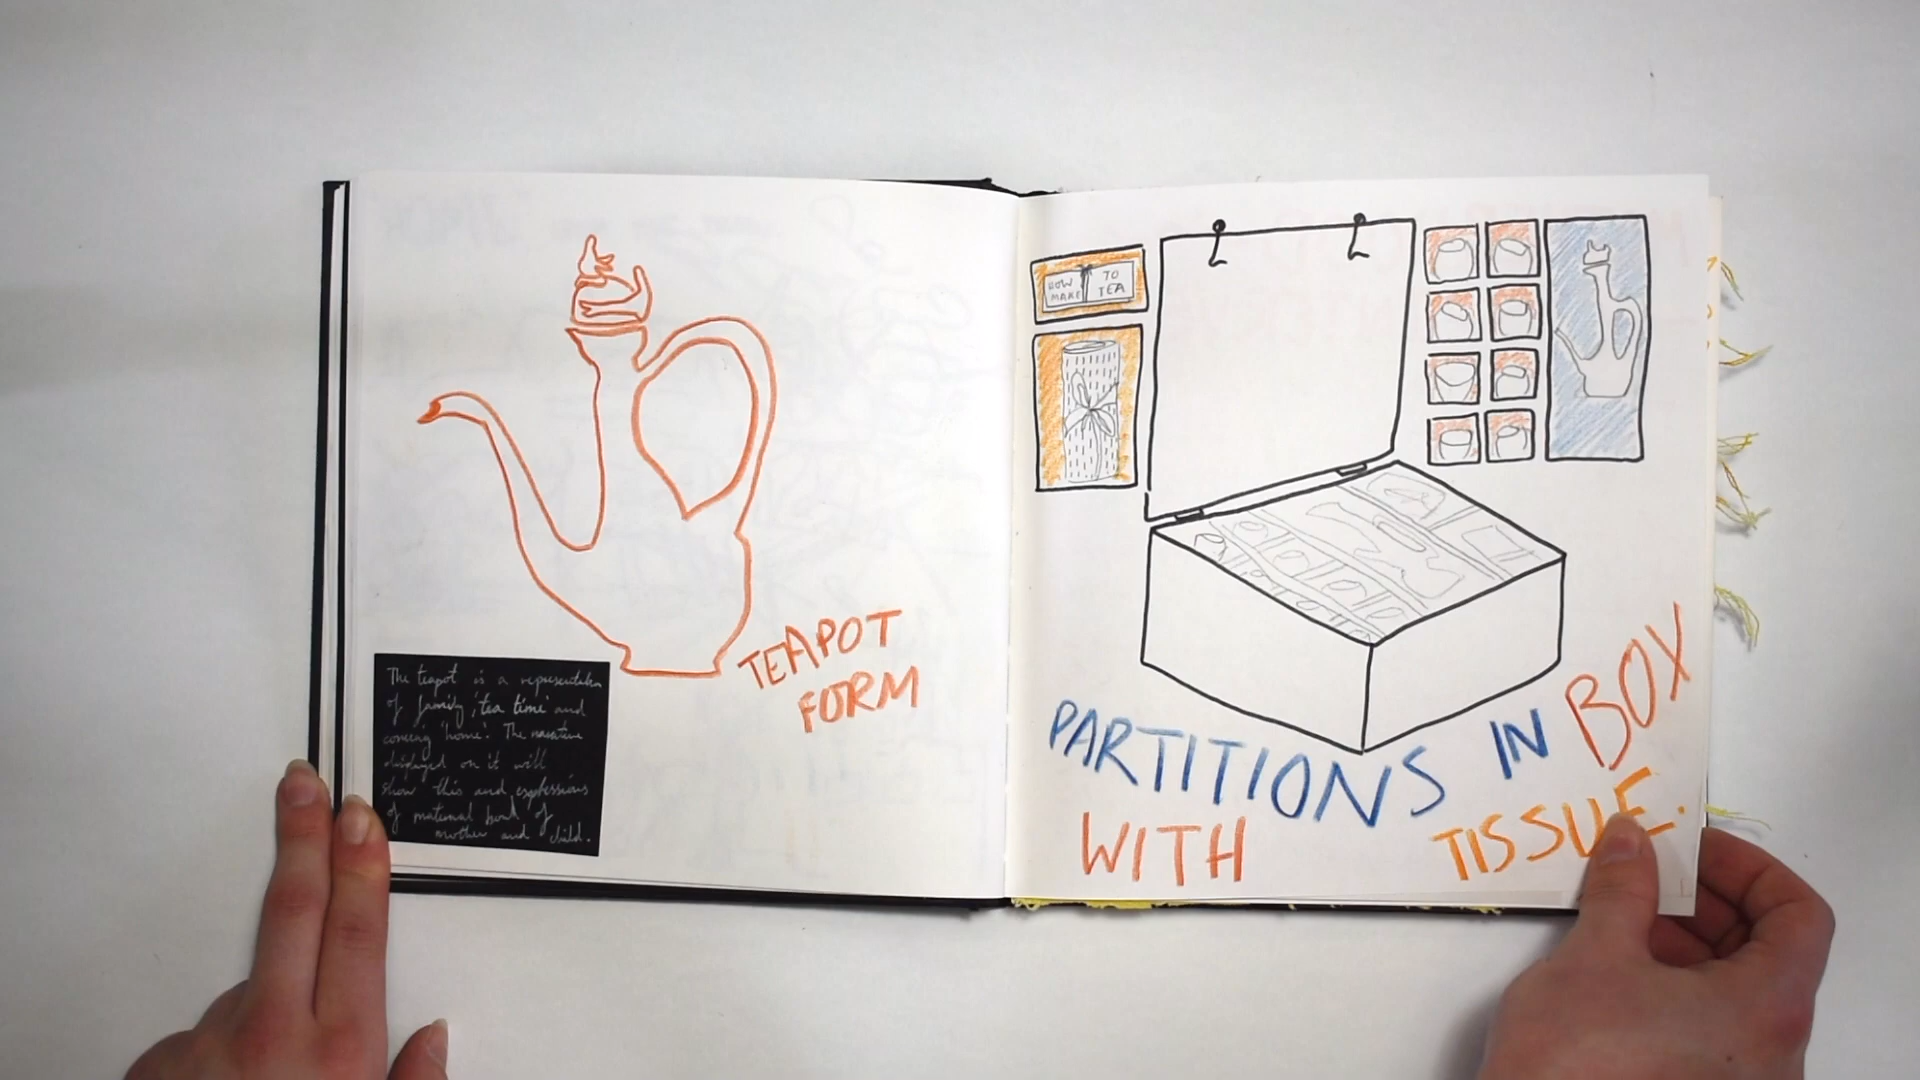 TEAPOT
FORM
The teapot is a representation
of family, 'tea time' and
'home'. The narrative
displayed on it will
show this and expressions
of maternal bond of
mother and child.
HOW TO
MAKE TEA
PARTITIONS IN BOX
WITH TISSUE.